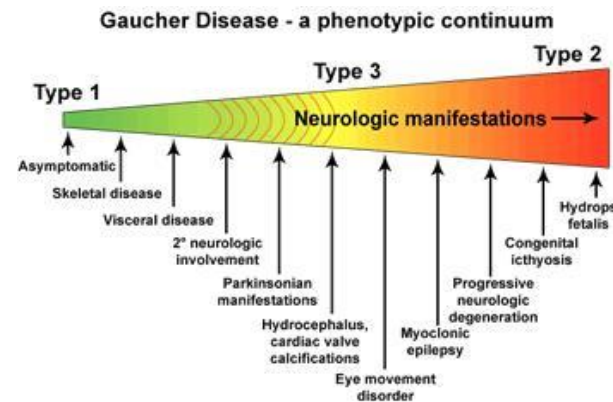 Gaucher Disease - a phenotypic continuum
Type 1
Type 3
Type 2
Neurologic manifestations
Asymptomatic
Skeletal disease
Visceral disease
2° neurologic
involvement
Parkinsonian
manifestations
Hydrocephalus,
cardiac valve
calcifications
Eye movement
disorder
Myoclonic
epilepsy
Progressive
neurologic
degeneration
Congenital
icthyosis
Hydrops
fetalis